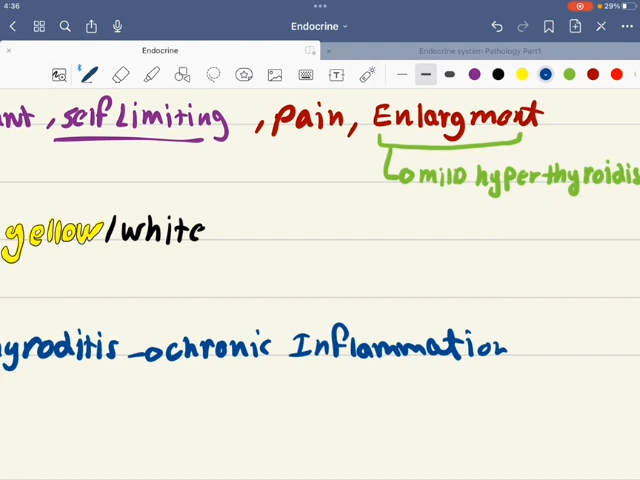 4:36
29%
Endocrine
Endocrine
Endocrine system Pathology Part1
, self Limiting, pain, Enlargment
mild hyperthyroidis
yellow/white
yroditis chronic Inflammation